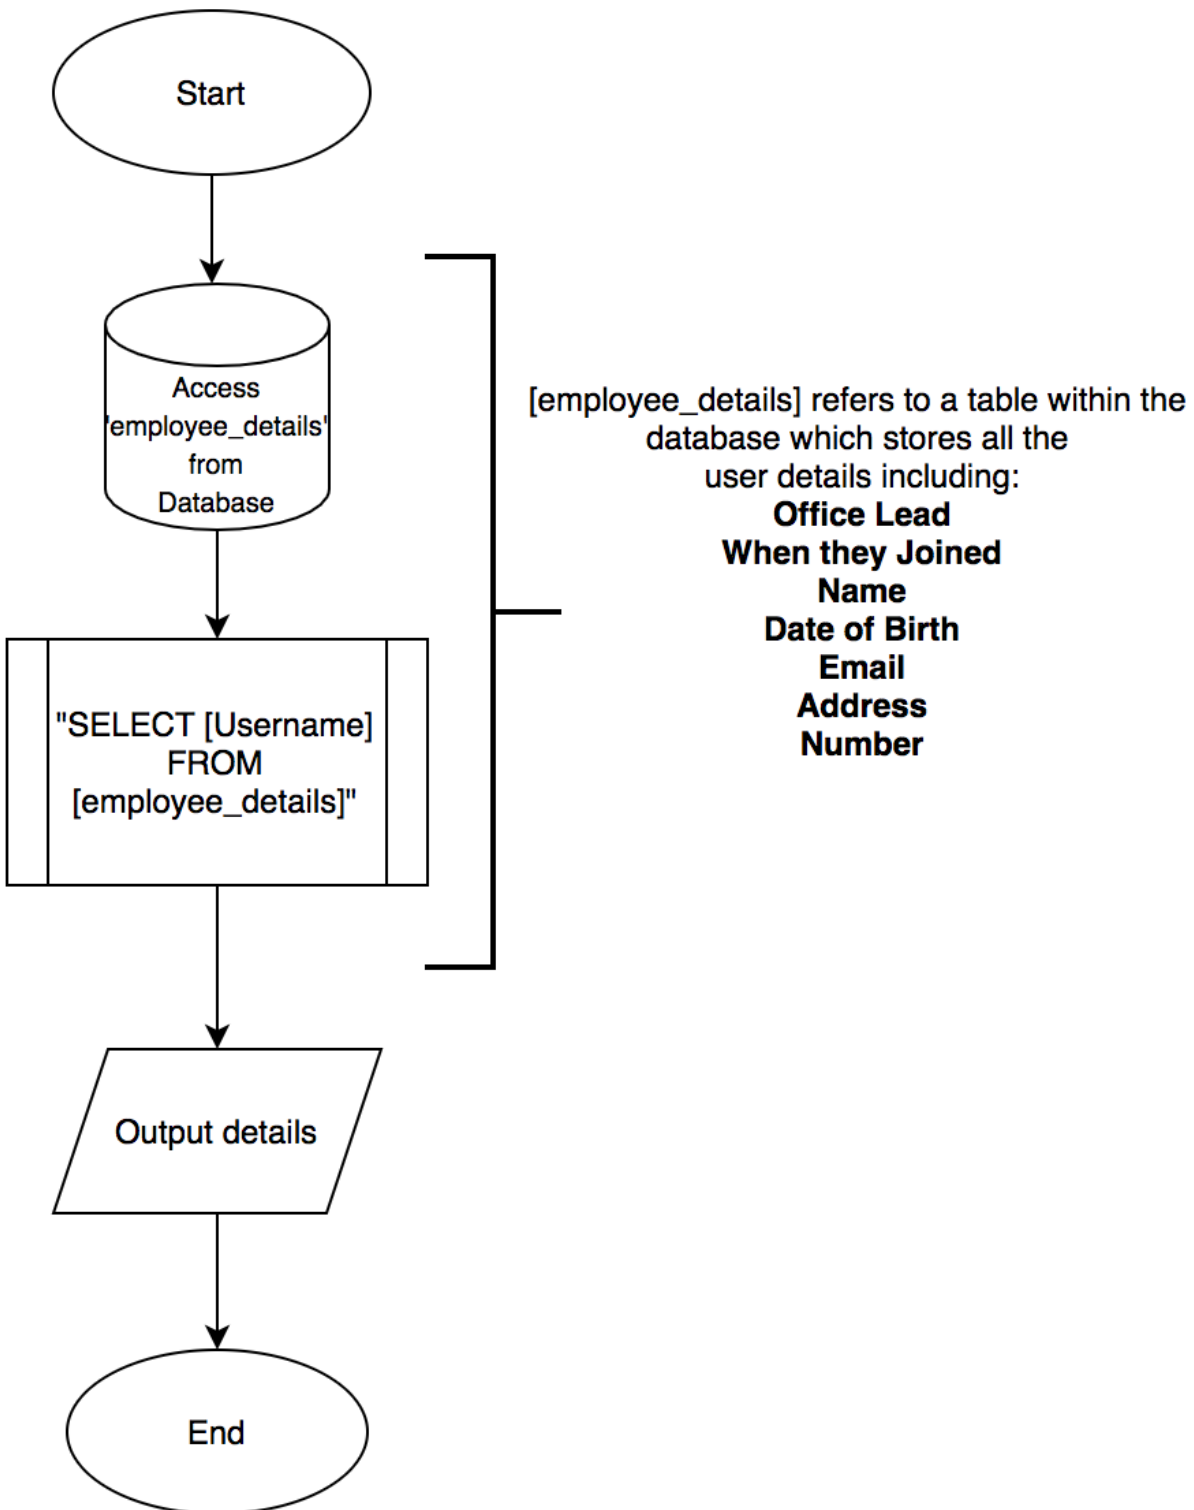 Start
Access
'employee_details'
from
Database
"SELECT [Username]
FROM
[employee_details]"
Output details
End
[employee_details] refers to a table within the
database which stores all the
user details including:
Office Lead
When they Joined
Name
Date of Birth
Email
Address
Number